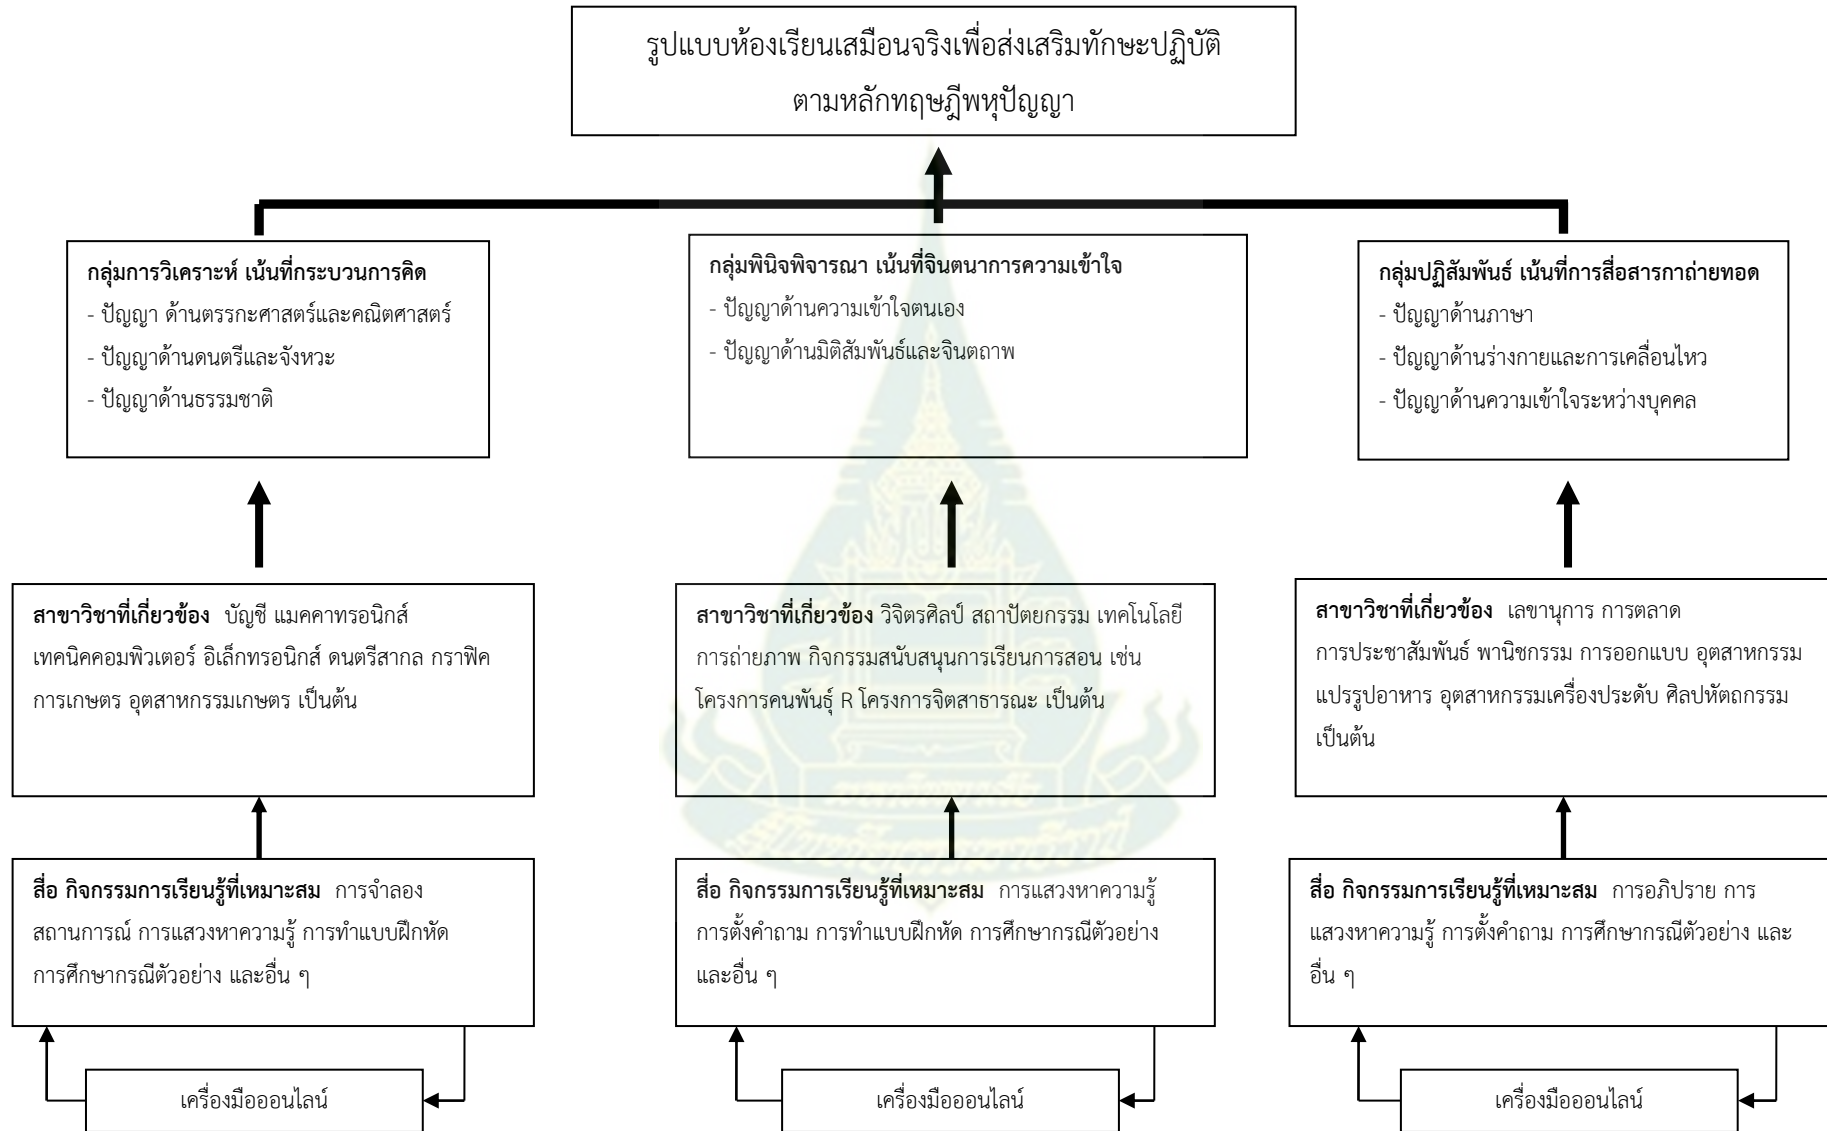 รูปแบบห้องเรียนเสมือนจริงเพื่อส่งเสริมทักษะปฏิบัติ
ตามหลักทฤษฎีพหุปัญญา
กลุ่มการวิเคราะห์ เน้นที่กระบวนการคิด
- ปัญญา ด้านตรรกะศาสตร์และคณิตศาสตร์
- ปัญญาด้านดนตรีและจังหวะ
- ปัญญาด้านธรรมชาติ
กลุ่มพินิจพิจารณา เน้นที่จินตนาการความเข้าใจ
- ปัญญาด้านความเข้าใจตนเอง
- ปัญญาด้านมิติสัมพันธ์และจินตถาพ
กลุ่มปฏิสัมพันธ์ เน้นที่การสื่อสารกาถ่ายทอด
- ปัญญาด้านภาษา
- ปัญญาด้านร่างกายและการเคลื่อนไหว
- ปัญญาด้านความเข้าใจระหว่างบุคคล
สาขาวิชาที่เกี่ยวข้อง บัญชี แมคคาทรอนิกส์
เทคนิคคอมพิวเตอร์ อิเล็กทรอนิกส์ ดนตรีสากล กราฟิค
การเกษตร อุตสาหกรรมเกษตร เป็นต้น
สาขาวิชาที่เกี่ยวข้อง วิจิตรศิลป์ สถาปัตยกรรม เทคโนโลยี
การถ่ายภาพ กิจกรรมสนับสนุนการเรียนการสอน เช่น
โครงการคนพันธุ์ R โครงการจิตสาธารณะ เป็นต้น
สาขาวิชาที่เกี่ยวข้อง เลขานุการ การตลาด
การประชาสัมพันธ์ พานิชกรรม การออกแบบ อุตสาหกรรม
แปรรูปอาหาร อุตสาหกรรมเครื่องประดับ ศิลปหัตถกรรม
เป็นต้น
สื่อ กิจกรรมการเรียนรู้ที่เหมาะสม การจำลอง
สถานการณ์ การแสวงหาความรู้ การทำแบบฝึกหัด
การศึกษากรณีตัวอย่าง และอื่น ๆ
สื่อ กิจกรรมการเรียนรู้ที่เหมาะสม การแสวงหาความรู้
การตั้งคำถาม การทำแบบฝึกหัด การศึกษากรณีตัวอย่าง
และอื่น ๆ
สื่อ กิจกรรมการเรียนรู้ที่เหมาะสม การอภิปราย การ
แสวงหาความรู้ การตั้งคำถาม การศึกษากรณีตัวอย่าง และ
อื่น ๆ
เครื่องมือออนไลน์
เครื่องมือออนไลน์
เครื่องมือออนไลน์